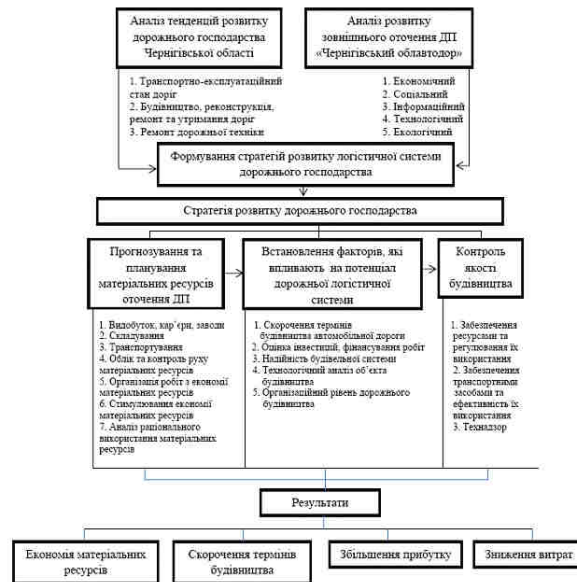 Аналіз тенденцій розвитку
дорожнього господарства
Чернігівської області
Аналіз розвитку
зовнішнього оточення ДП
«Чернігівський облавтодор»
1. Транспортно-експлуатаційний
стан доріг
2. Будівництво, реконструкція,
ремонт та утримання доріг
3. Ремонт дорожньої техніки
1. Економічний
2. Соціальний
3. Інформаційний
4. Технологічний
5. Екологічний
Формування стратегій розвитку логістичної системи
дорожнього господарства
Стратегія розвитку дорожнього господарства
Прогнозування та
планування
матеріальних ресурсів
оточення ДП
Встановлення факторів, які
впливають на потенціал
дорожньої логістичної
системи
Контроль
якості
будівництва
1. Видобуток, кар’єри, заводи
2. Складування
3. Транспортування
4. Облік та контроль руху
матеріальних ресурсів
5. Організація робіт з економії
матеріальних ресурсів
6. Стимулювання економії
матеріальних ресурсів
7. Аналіз раціонального
використання матеріальних
ресурсів
1. Скорочення термінів
будівництва автомобільної дороги
2. Оцінка інвестицій, фінансування робіт
3. Надійність будівельної системи
4. Технологічний аналіз об’єкта
будівництва
5. Організаційний рівень дорожнього
будівництва
1. Забезпечення
ресурсами та
регулювання їх
використання
2. Забезпечення
транспортними
засобами та
ефективність їх
використання
3. Технадзор
Результати
Економія матеріальних
ресурсів
Скорочення термінів
будівництва
Збільшення прибутку
Зниження витрат